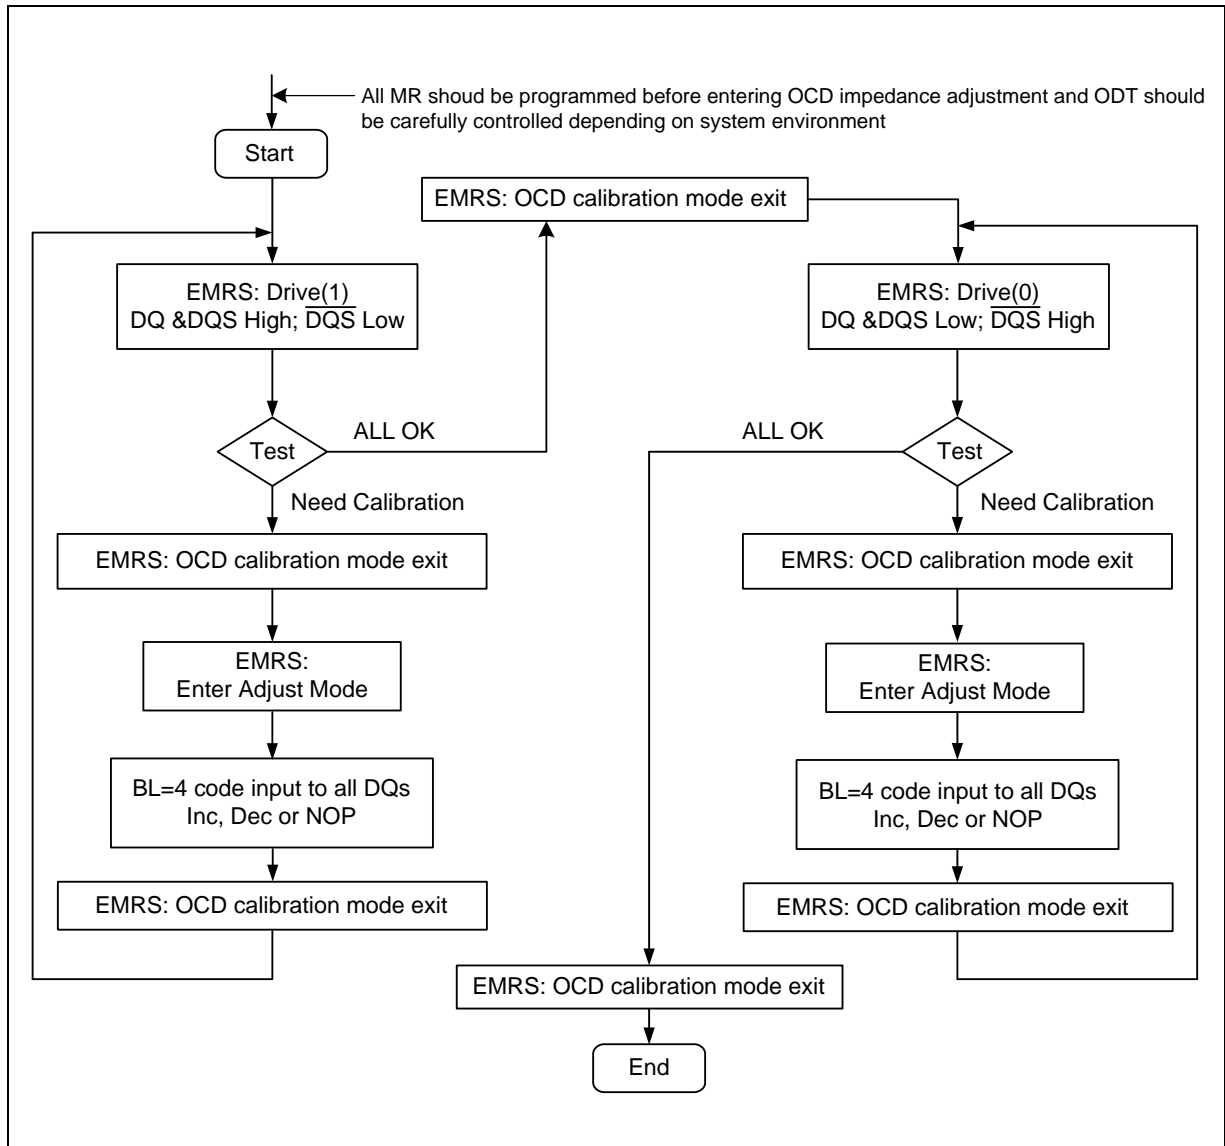 All MR shoud be programmed before entering OCD impedance adjustment and ODT should
be carefully controlled depending on system environment
Start
EMRS: OCD calibration mode exit
EMRS: Drive(1)
DQ &DQS High; D̅Q̅S̅ Low
Test
ALL OK
Need Calibration
EMRS: OCD calibration mode exit
EMRS:
Enter Adjust Mode
BL=4 code input to all DQs
Inc, Dec or NOP
EMRS: OCD calibration mode exit
EMRS: Drive(0)
DQ &DQS Low; D̅Q̅S̅ High
Test
ALL OK
Need Calibration
EMRS: OCD calibration mode exit
EMRS:
Enter Adjust Mode
BL=4 code input to all DQs
Inc, Dec or NOP
EMRS: OCD calibration mode exit
EMRS: OCD calibration mode exit
End